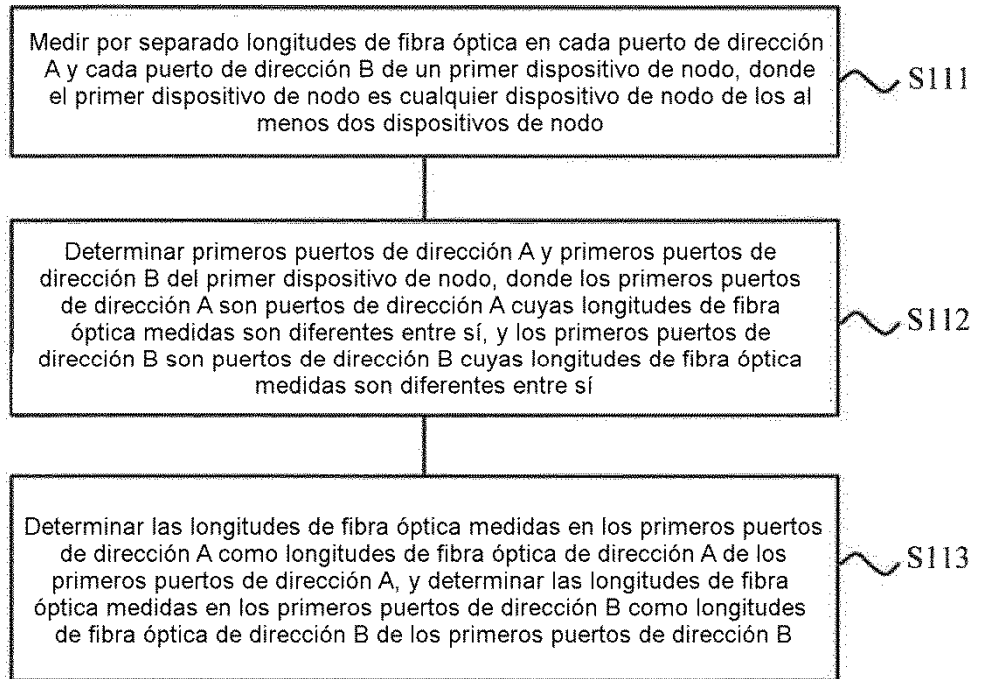 Medir por separado longitudes de fibra óptica en cada puerto de dirección
A y cada puerto de dirección B de un primer dispositivo de nodo, donde
el primer dispositivo de nodo es cualquier dispositivo de nodo de los al
menos dos dispositivos de nodo
S111
Determinar primeros puertos de dirección A y primeros puertos de
dirección B del primer dispositivo de nodo, donde los primeros puertos
de dirección A son puertos de dirección A cuyas longitudes de fibra
óptica medidas son diferentes entre sí, y los primeros puertos de
dirección B son puertos de dirección B cuyas longitudes de fibra óptica
medidas son diferentes entre sí
S112
Determinar las longitudes de fibra óptica medidas en los primeros puertos
de dirección A como longitudes de fibra óptica de dirección A de los
primeros puertos de dirección A, y determinar las longitudes de fibra
óptica medidas en los primeros puertos de dirección B como longitudes
de fibra óptica de dirección B de los primeros puertos de dirección B
S113